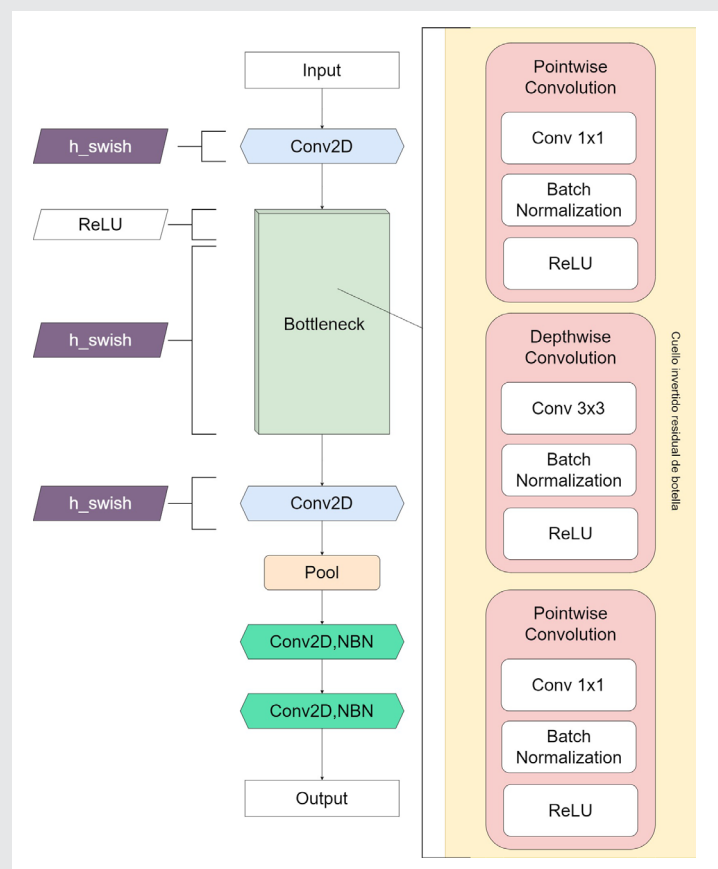 Input
h_swish
Conv2D
ReLU
Bottleneck
h_swish
h_swish
Conv2D
Pool
Conv2D,NBN
Conv2D,NBN
Output
Pointwise
Convolution
Conv 1x1
Batch
Normalization
ReLU
Depthwise
Convolution
Conv 3x3
Batch
Normalization
ReLU
Pointwise
Convolution
Conv 1x1
Batch
Normalization
ReLU
Cuello invertido residual de botella